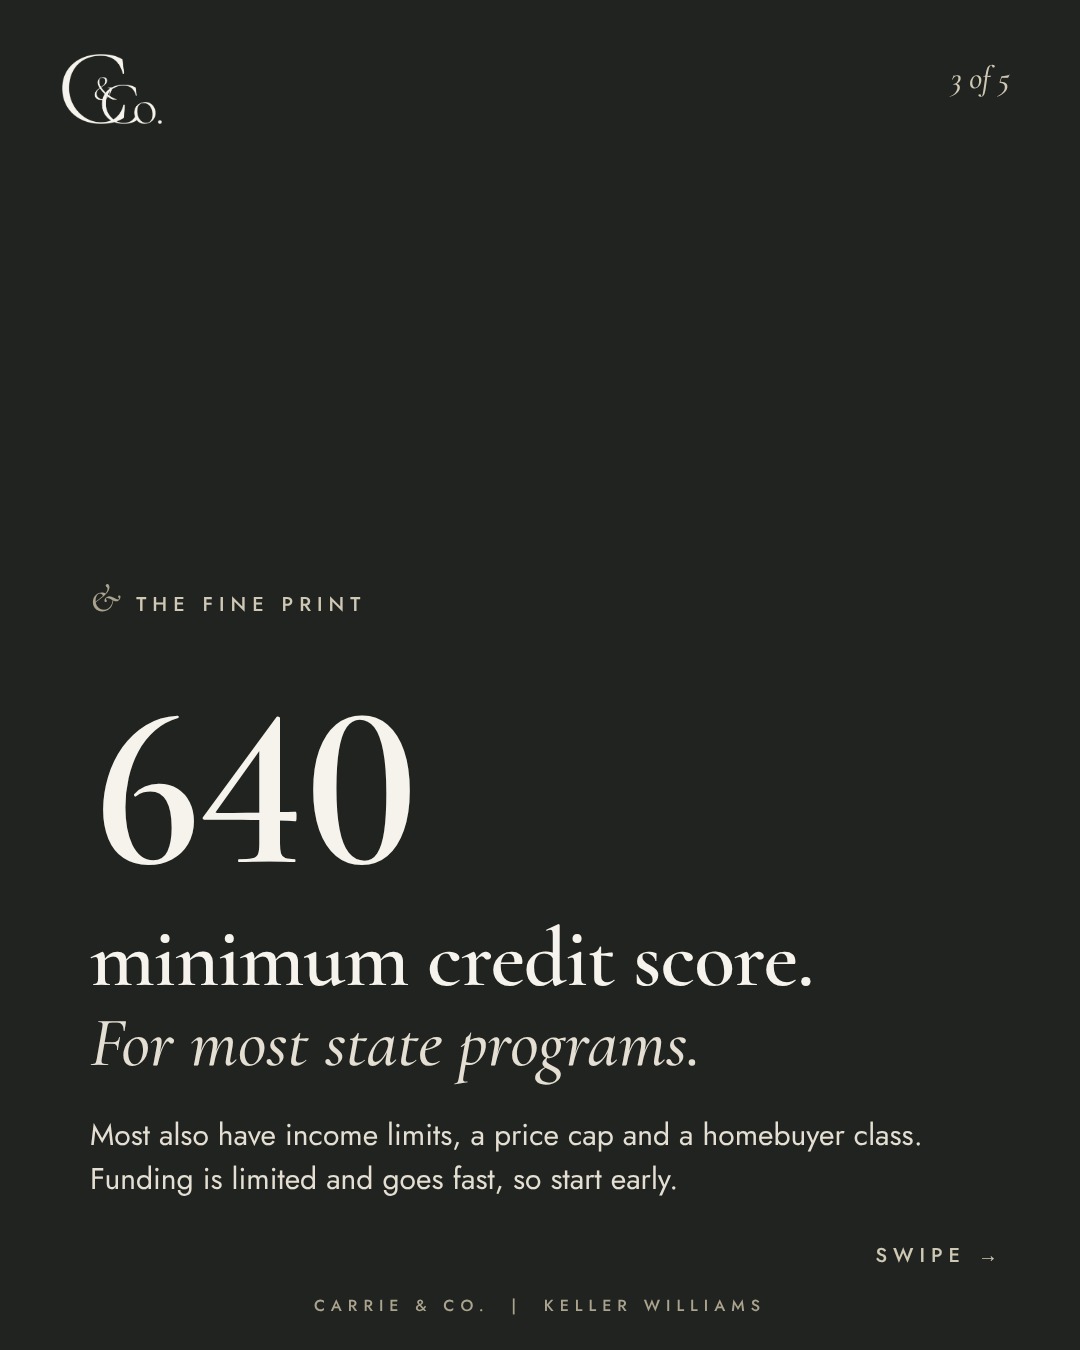 C&Co.
3 of 5
& THE FINE PRINT
640
minimum credit score.
For most state programs.
Most also have income limits, a price cap and a homebuyer class.
Funding is limited and goes fast, so start early.
SWIPE →
CARRIE & CO. | KELLER WILLIAMS